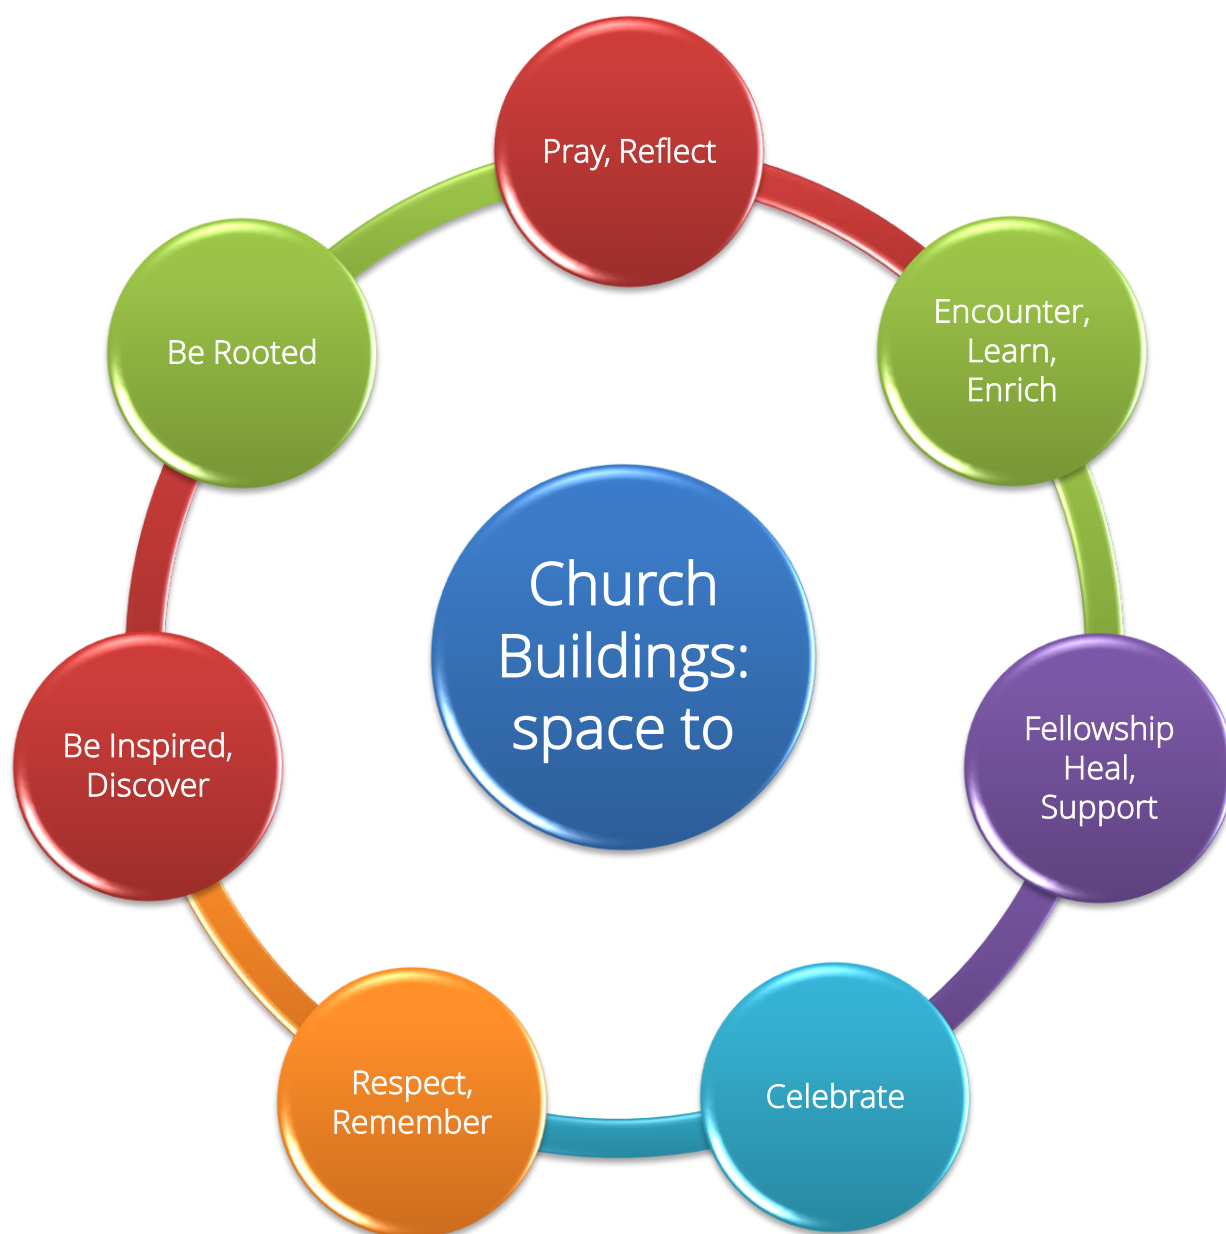 Pray, Reflect
Encounter,
Learn,
Enrich
Fellowship
Heal,
Support
Celebrate
Respect,
Remember
Be Inspired,
Discover
Be Rooted
Church
Buildings:
space to